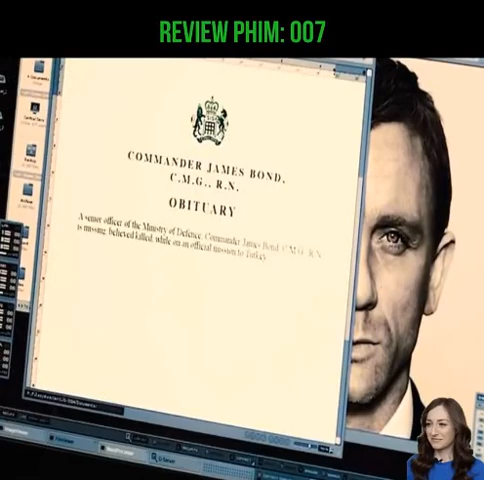 REVIEW PHIM: 007
COMMANDER JAMES BOND,
C.M.G., R.N.
OBITUARY
A senior officer of the Ministry of Defence, Commander James Bond, C.M.G., R.N.
is missing, believed killed, while on an official mission to Turkey.